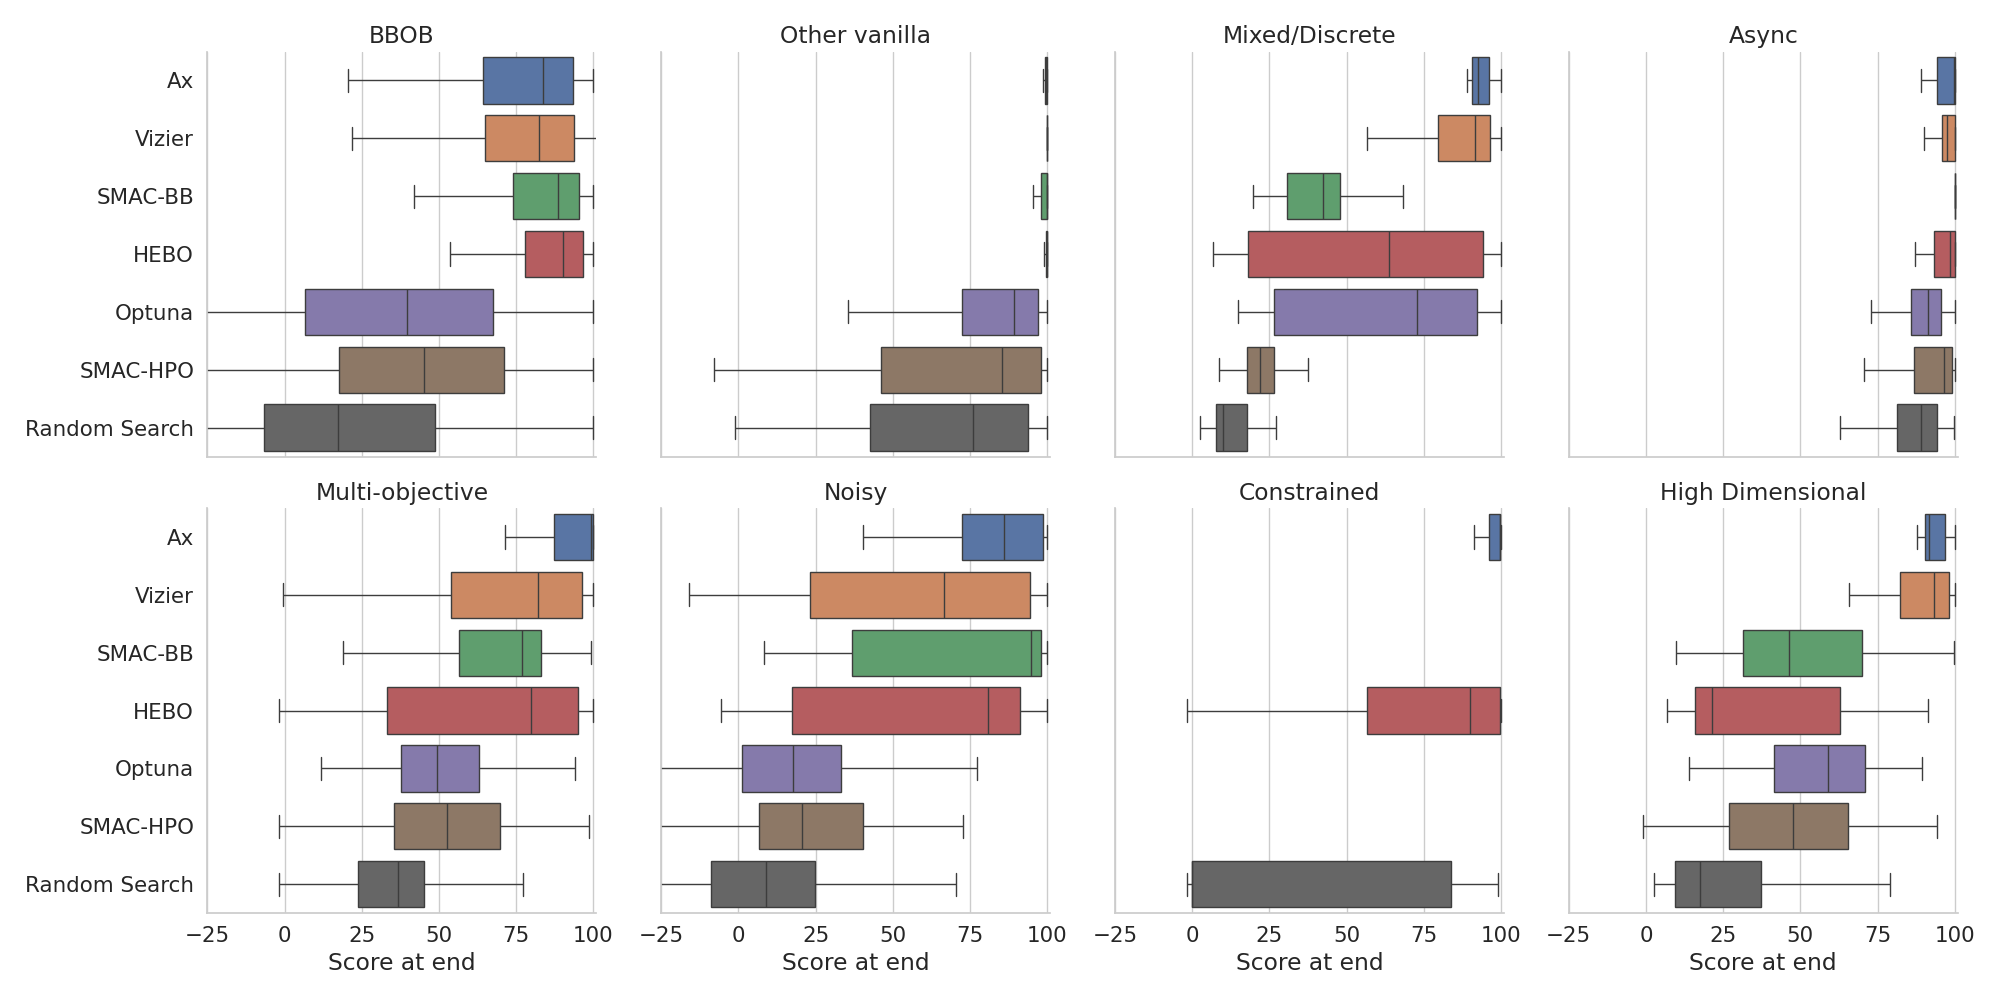 BBOB Other vanilla Mixed/Discrete Async
Ax
Vizier
SMAC-BB
HEBO
Optuna
SMAC-HPO
Random Search
Multi-objective Noisy Constrained High Dimensional
Ax
Vizier
SMAC-BB
HEBO
Optuna
SMAC-HPO
Random Search
−25 0 25 50 75 100 −25 0 25 50 75 100 −25 0 25 50 75 100 −25 0 25 50 75 100
Score at end Score at end Score at end Score at end